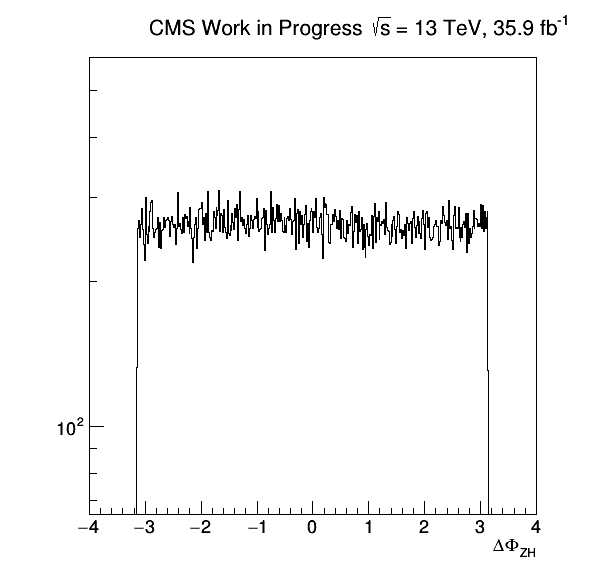 CMS Work in Progress √s = 13 TeV, 35.9 fb⁻¹
10²
−4 −3 −2 −1 0 1 2 3 4
ΔΦ_ZH